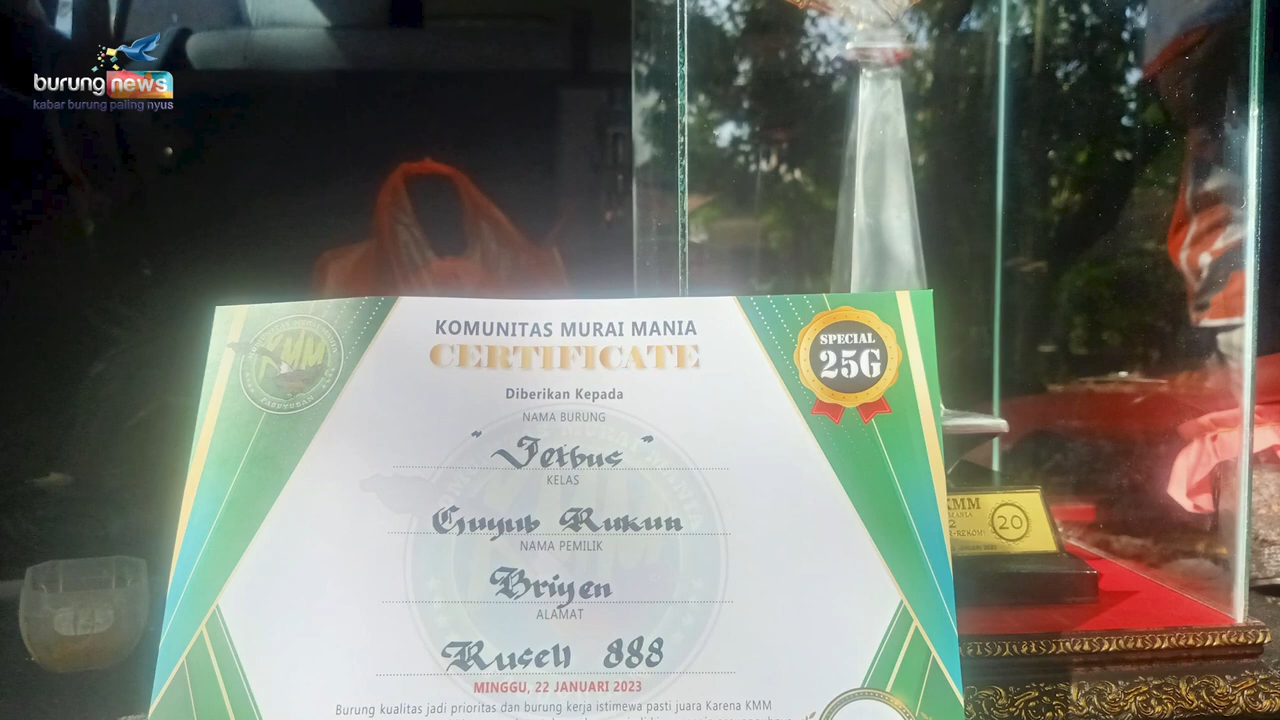 burungnews
kabar burung paling nyus
KOMUNITAS MURAI MANIA
CERTIFICATE
SPECIAL
25G
KMM
Diberikan Kepada
NAMA BURUNG
"Jetbus"
KELAS
Guyub Rukun
NAMA PEMILIK
Briyen
ALAMAT
Rusell 888
MINGGU, 22 JANUARI 2023
Burung kualitas jadi prioritas dan burung kerja istimewa pasti juara Karena KMM
KMM
20